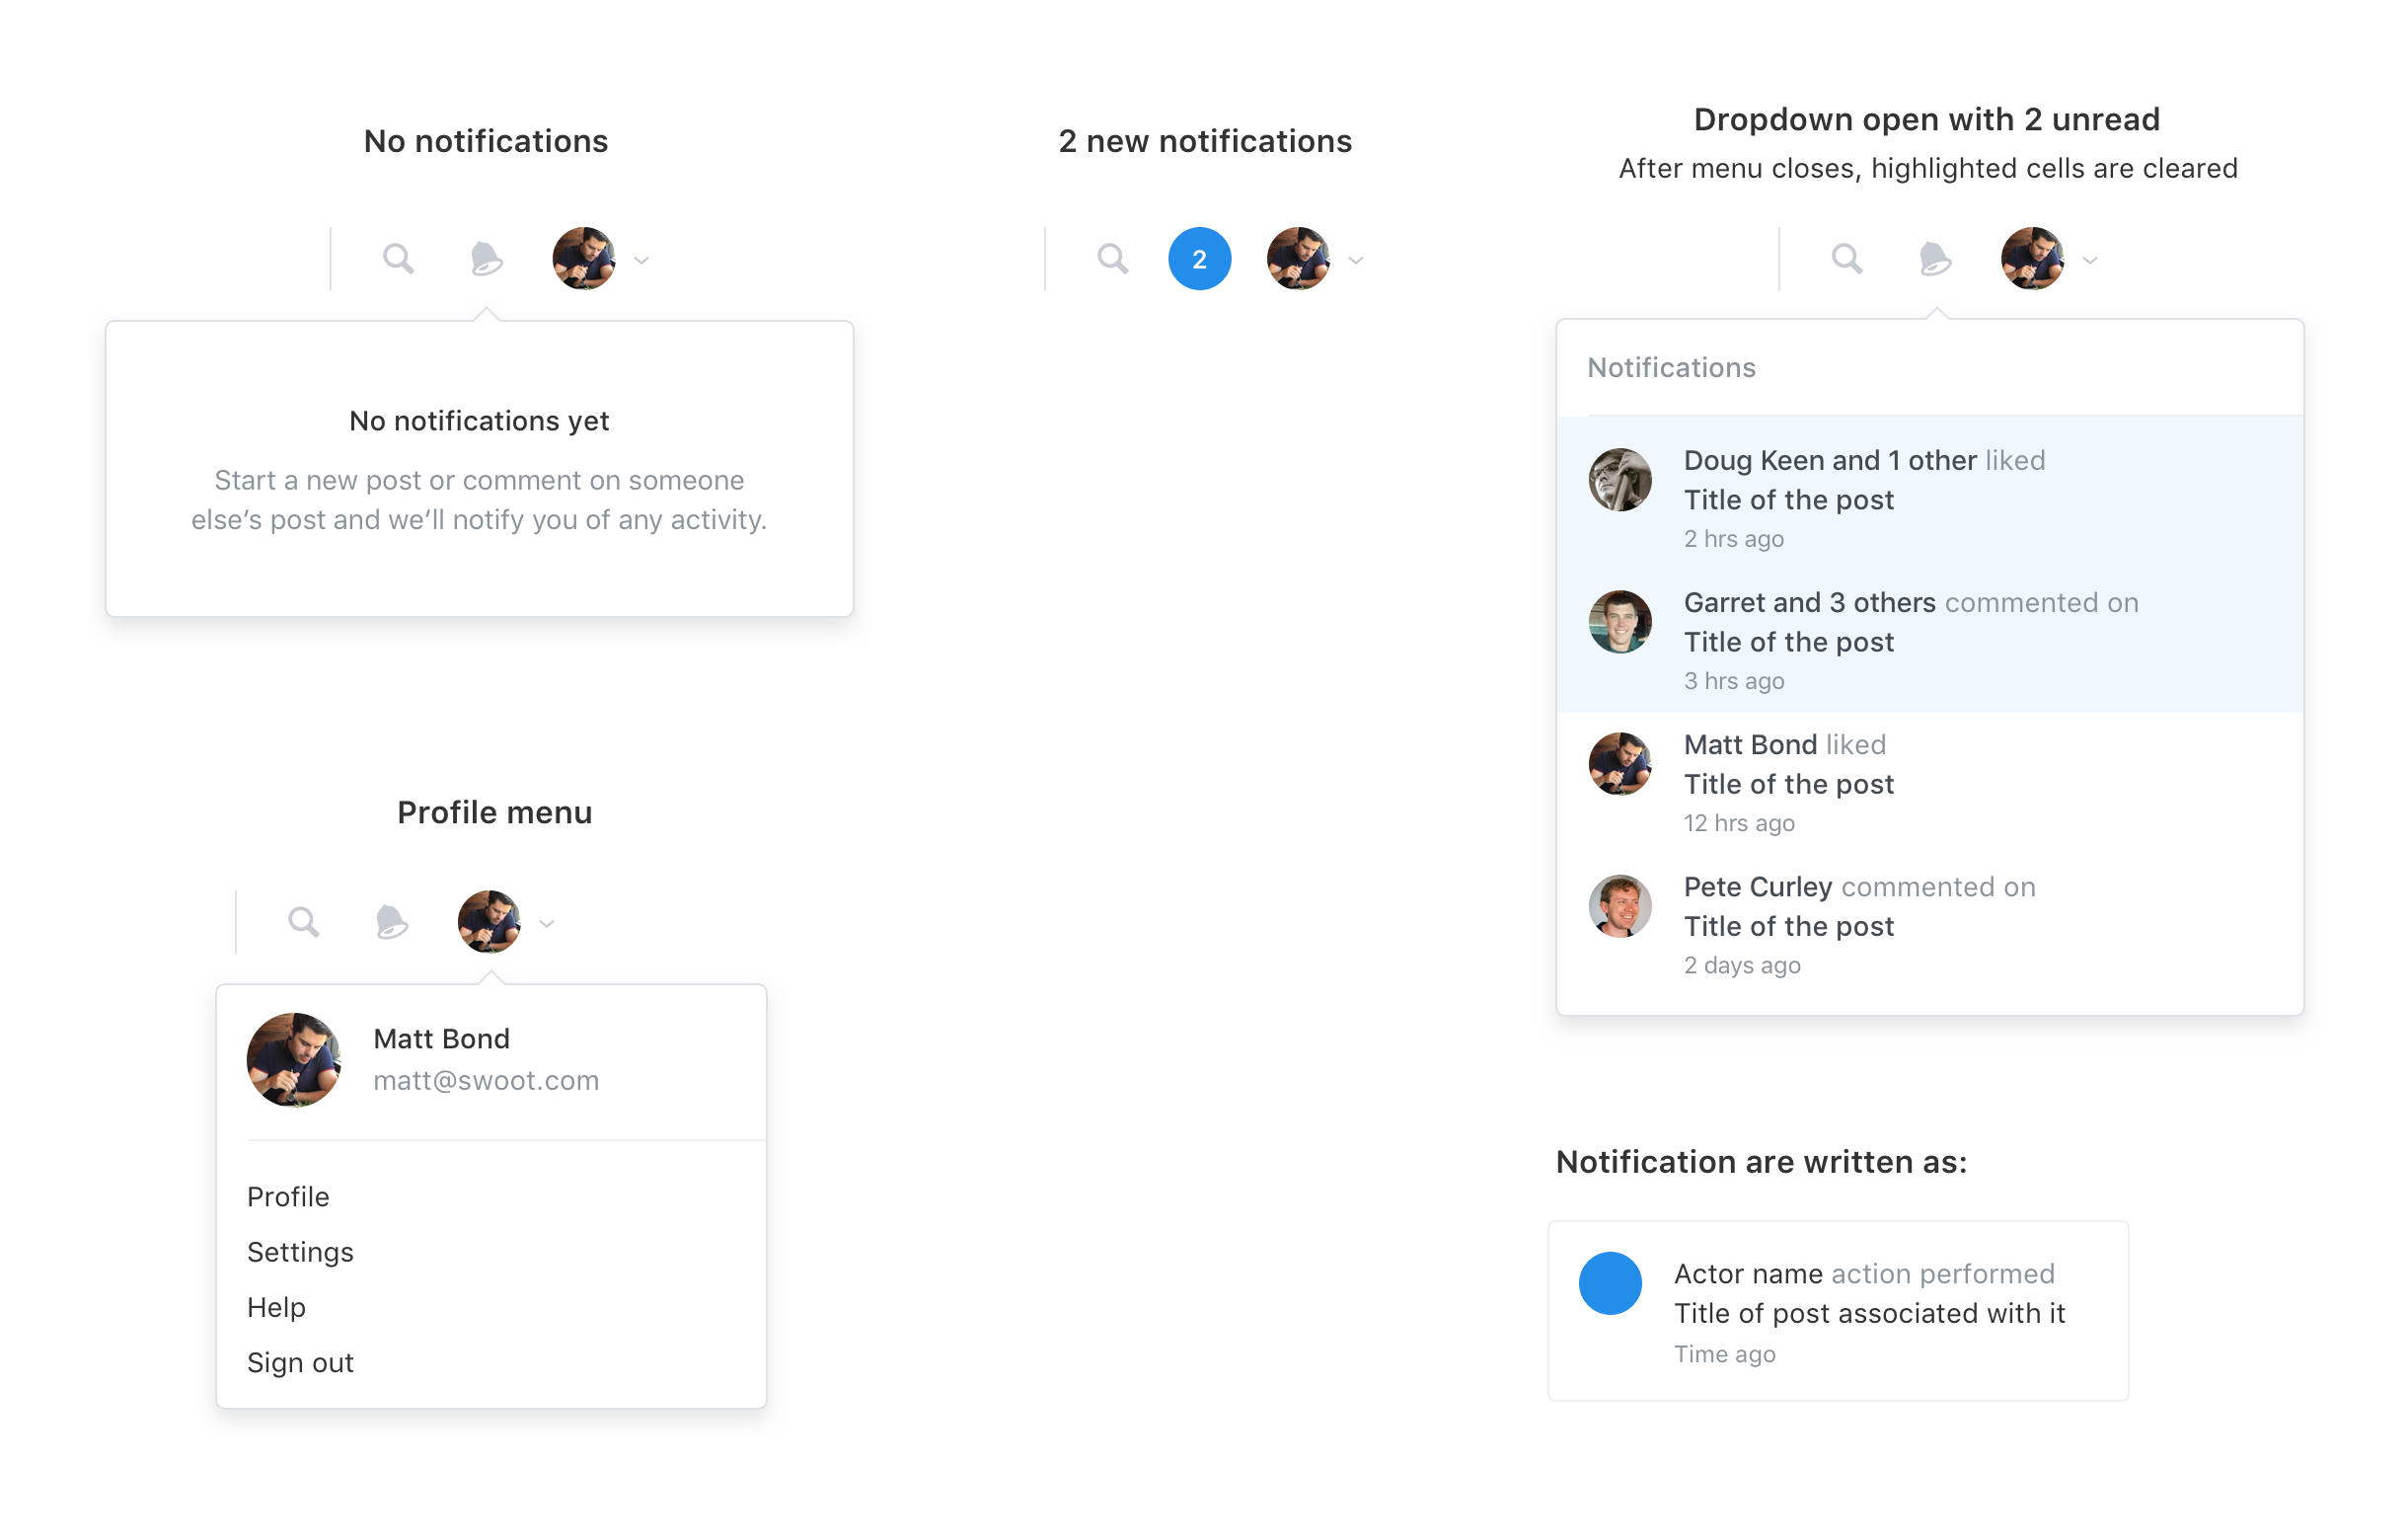 No notifications
No notifications yet
Start a new post or comment on someone
else’s post and we’ll notify you of any activity.
2 new notifications
2
Dropdown open with 2 unread
After menu closes, highlighted cells are cleared
Notifications
Doug Keen and 1 other liked
Title of the post
2 hrs ago
Garret and 3 others commented on
Title of the post
3 hrs ago
Matt Bond liked
Title of the post
12 hrs ago
Pete Curley commented on
Title of the post
2 days ago
Profile menu
Matt Bond
matt@swoot.com
Profile
Settings
Help
Sign out
Notification are written as:
Actor name action performed
Title of post associated with it
Time ago